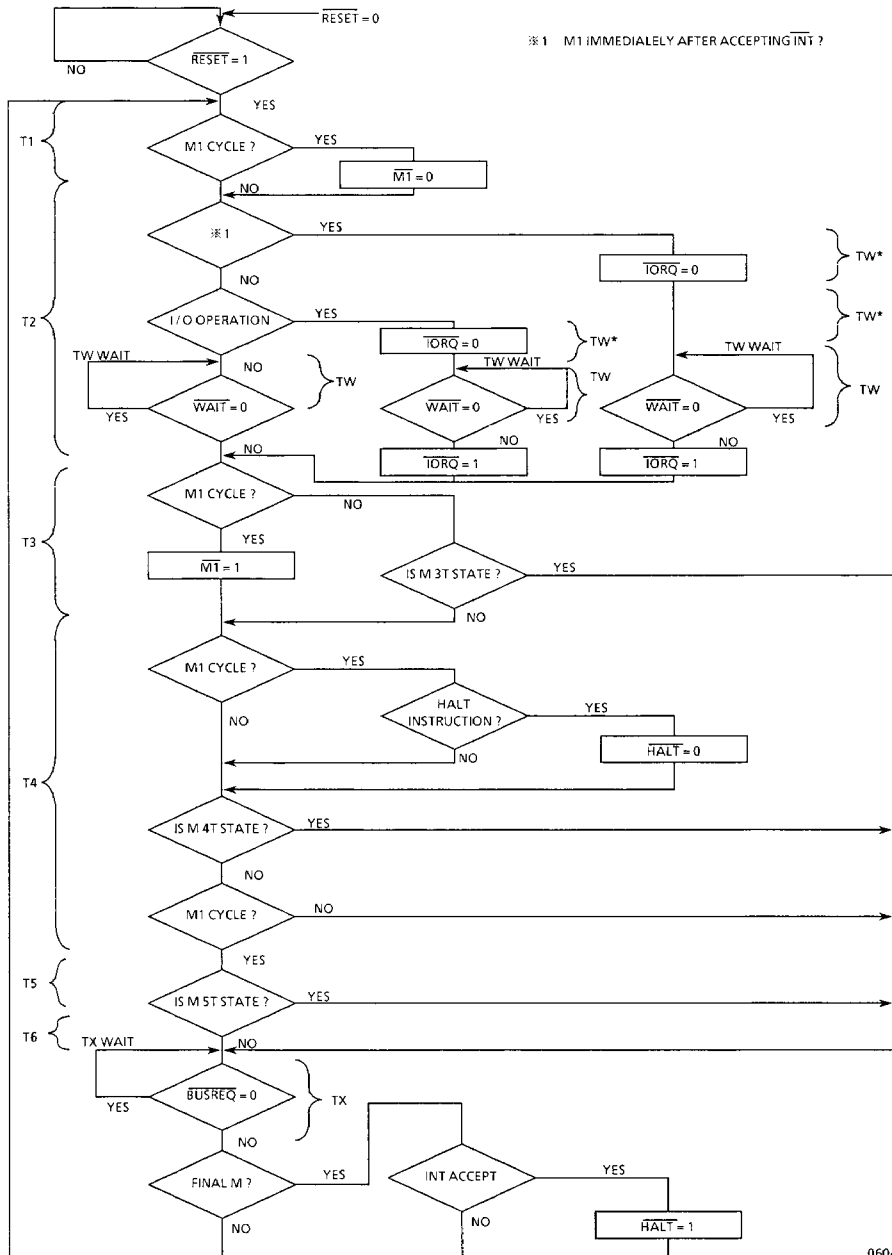 RESET = 0
※1 M1 IMMEDIALELY AFTER ACCEPTING INT ?
RESET = 1
NO
YES
T1
M1 CYCLE ?
YES
M1 = 0
NO
※1
YES
IORQ = 0
TW*
NO
T2
I / O OPERATION
YES
IORQ = 0
TW*
TW*
TW WAIT
NO
TW
TW WAIT
TW
TW WAIT
TW
WAIT = 0
YES
WAIT = 0
YES
WAIT = 0
YES
NO
NO
NO
IORQ = 1
IORQ = 1
M1 CYCLE ?
NO
T3
YES
M1 = 1
IS M 3T STATE ?
YES
NO
M1 CYCLE ?
YES
HALT
INSTRUCTION ?
YES
NO
NO
HALT = 0
T4
IS M 4T STATE ?
YES
NO
M1 CYCLE ?
NO
YES
T5
IS M 5T STATE ?
YES
T6
TX WAIT
NO
BUSREQ = 0
YES
TX
NO
FINAL M ?
YES
INT ACCEPT
YES
NO
NO
HALT = 1
060